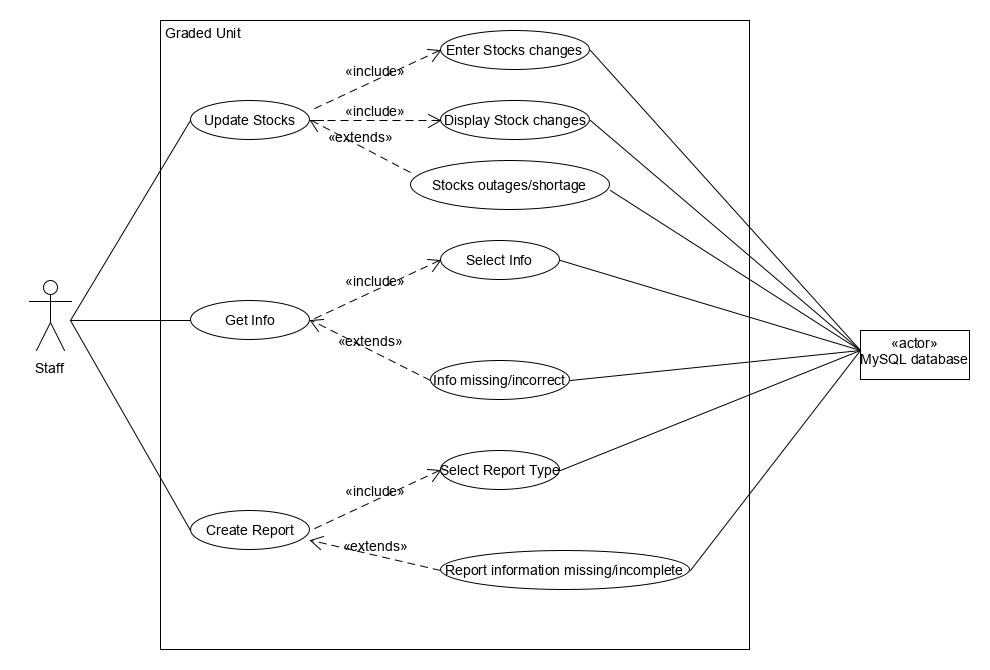 Graded Unit
Enter Stocks changes
«include»
Update Stocks
«include»
Display Stock changes
«extends»
Stocks outages/shortage
Select Info
«include»
Get Info
«extends»
Info missing/incorrect
Staff
«actor»
MySQL database
Select Report Type
«include»
Create Report
«extends»
Report information missing/incomplete